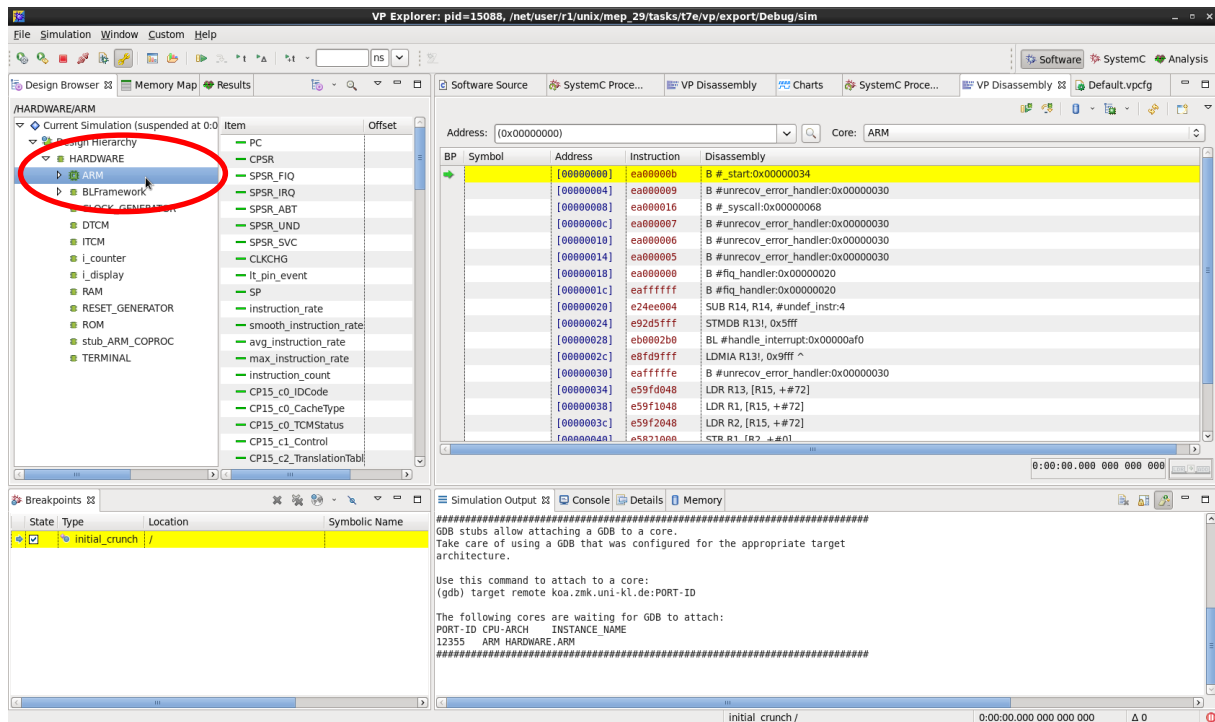 VP Explorer: pid=15088, /net/user/r1/unix/mep_29/tasks/t7e/vp/export/Debug/sim
File Simulation Window Custom Help
ns
Software SystemC Analysis
Design Browser Memory Map Results
/HARDWARE/ARM
Current Simulation (suspended at 0:0
Design Hierarchy
HARDWARE
ARM
BLFramework
CLOCK_GENERATOR
DTCM
ITCM
i_counter
i_display
RAM
RESET_GENERATOR
ROM
stub_ARM_COPROC
TERMINAL
Item Offset
PC
CPSR
SPSR_FIQ
SPSR_IRQ
SPSR_ABT
SPSR_UND
SPSR_SVC
CLKCHG
lt_pin_event
SP
instruction_rate
smooth_instruction_rate
avg_instruction_rate
max_instruction_rate
instruction_count
CP15_c0_IDCode
CP15_c0_CacheType
CP15_c0_TCMStatus
CP15_c1_Control
CP15_c2_TranslationTabl
Software Source SystemC Proce... VP Disassembly Charts SystemC Proce... VP Disassembly Default.vpcfg
Address: (0x00000000) Core: ARM
BP Symbol Address Instruction Disassembly
[00000000] ea00000b B #_start:0x00000034
[00000004] ea000009 B #unrecov_error_handler:0x00000030
[00000008] ea000016 B #_syscall:0x00000068
[0000000c] ea000007 B #unrecov_error_handler:0x00000030
[00000010] ea000006 B #unrecov_error_handler:0x00000030
[00000014] ea000005 B #unrecov_error_handler:0x00000030
[00000018] ea000000 B #fiq_handler:0x00000020
[0000001c] eaffffff B #fiq_handler:0x00000020
[00000020] e24ee004 SUB R14, R14, #undef_instr:4
[00000024] e92d5fff STMDB R13!, 0x5fff
[00000028] eb0002b0 BL #handle_interrupt:0x00000af0
[0000002c] e8fd9fff LDMIA R13!, 0x9fff ^
[00000030] eafffffe B #unrecov_error_handler:0x00000030
[00000034] e59fd048 LDR R13, [R15, +#72]
[00000038] e59f1048 LDR R1, [R15, +#72]
[0000003c] e59f2048 LDR R2, [R15, +#72]
[00000040] e5821000 STR R1, [R2, +#0]
0:00:00.000 000 000 000
Breakpoints
State Type Location Symbolic Name
initial_crunch /
Simulation Output Console Details Memory
###########################################################################
GDB stubs allow attaching a GDB to a core.
Take care of using a GDB that was configured for the appropriate target
architecture.
Use this command to attach to a core:
(gdb) target remote koa.zmk.uni-kl.de:PORT-ID
The following cores are waiting for GDB to attach:
PORT-ID CPU-ARCH INSTANCE_NAME
12355 ARM HARDWARE.ARM
###########################################################################
initial_crunch / 0:00:00.000 000 000 000 Δ 0